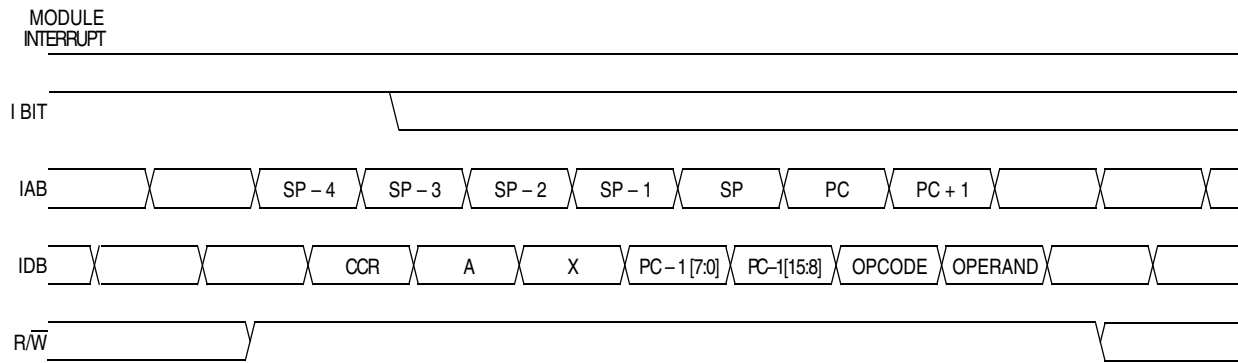 MODULE
INTERRUPT
I BIT
IAB SP – 4 SP – 3 SP – 2 SP – 1 SP PC PC + 1
IDB CCR A X PC – 1 [7:0] PC–1[15:8] OPCODE OPERAND
R/W̅